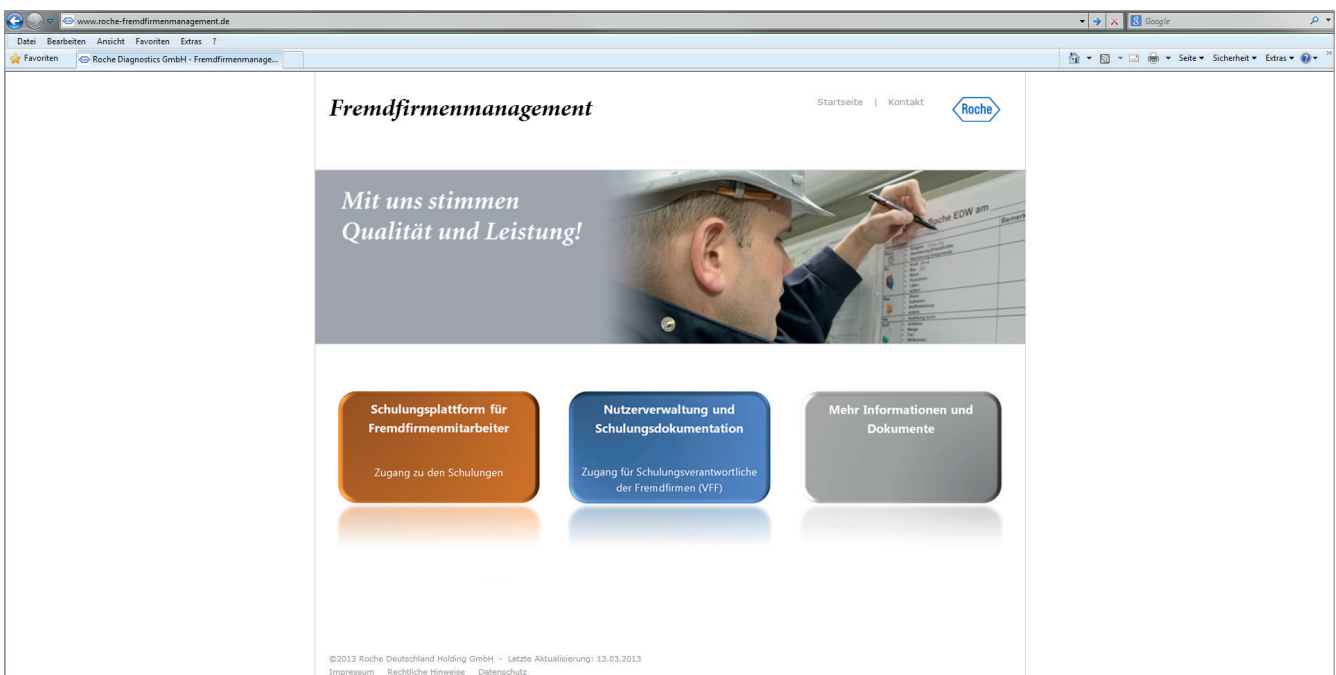 www.roche-fremdfirmenmanagement.de
Google
Datei Bearbeiten Ansicht Favoriten Extras ?
Favoriten
Roche Diagnostics GmbH - Fremdfirmenmanage...
Seite Sicherheit Extras
Fremdfirmenmanagement
Startseite | Kontakt
Roche
Mit uns stimmen
Qualität und Leistung!
Roche EDW am
Schulungsplattform für
Fremdfirmenmitarbeiter
Zugang zu den Schulungen
Nutzerverwaltung und
Schulungsdokumentation
Zugang für Schulungsverantwortliche
der Fremdfirmen (VFF)
Mehr Informationen und
Dokumente
©2013 Roche Deutschland Holding GmbH - Letzte Aktualisierung: 13.03.2013
Impressum Rechtliche Hinweise Datenschutz